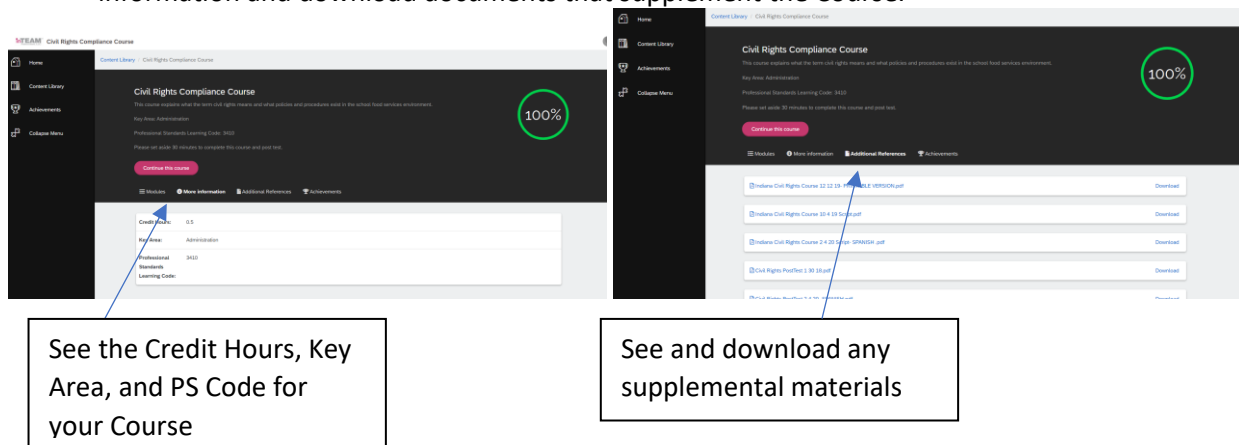 information and download documents that supplement the Course.
Civil Rights Compliance Course
Home
Content Library
Achievements
Collapse Menu
Content Library / Civil Rights Compliance Course
Civil Rights Compliance Course
This course explains what the term civil rights means and what policies and procedures exist in the school food services environment.
Key Area: Administration
Professional Standards Learning Code: 3410
Please set aside 30 minutes to complete this course and post test.
100%
Continue this course
Modules More information Additional References Achievements
Credit Hours: 0.5
Key Area: Administration
Professional 3410
Standards
Learning Code:
Home
Content Library
Achievements
Collapse Menu
Content Library / Civil Rights Compliance Course
Civil Rights Compliance Course
This course explains what the term civil rights means and what policies and procedures exist in the school food services environment.
Key Area: Administration
Professional Standards Learning Code: 3410
Please set aside 30 minutes to complete this course and post test.
100%
Continue this course
Modules More information Additional References Achievements
Indiana Civil Rights Course 12 12 19- VERSION.pdf Download
Indiana Civil Rights Course 10 4 19 Script.pdf Download
Indiana Civil Rights Course 2 4 20 Script- SPANISH .pdf Download
Civil Rights PostTest 1 30 18.pdf Download
See the Credit Hours, Key
Area, and PS Code for
your Course
See and download any
supplemental materials